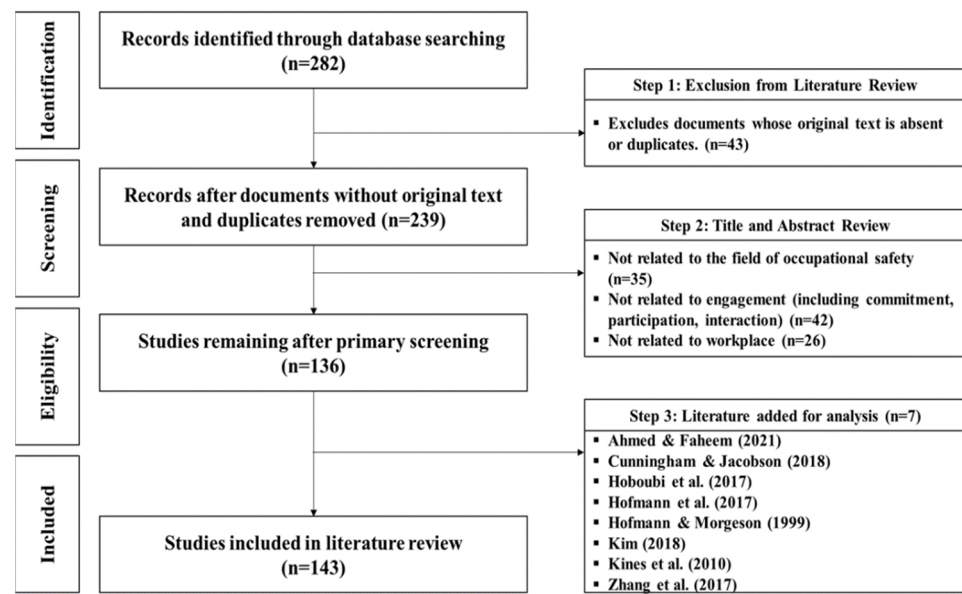 Identification
Records identified through database searching
(n=282)
Step 1: Exclusion from Literature Review
▪ Excludes documents whose original text is absent
or duplicates. (n=43)
Screening
Records after documents without original text
and duplicates removed (n=239)
Step 2: Title and Abstract Review
▪ Not related to the field of occupational safety
(n=35)
▪ Not related to engagement (including commitment,
participation, interaction) (n=42)
▪ Not related to workplace (n=26)
Eligibility
Studies remaining after primary screening
(n=136)
Step 3: Literature added for analysis (n=7)
▪ Ahmed & Faheem (2021)
▪ Cunningham & Jacobson (2018)
▪ Hoboubi et al. (2017)
▪ Hofmann et al. (2017)
▪ Hofmann & Morgeson (1999)
▪ Kim (2018)
▪ Kines et al. (2010)
▪ Zhang et al. (2017)
Included
Studies included in literature review
(n=143)